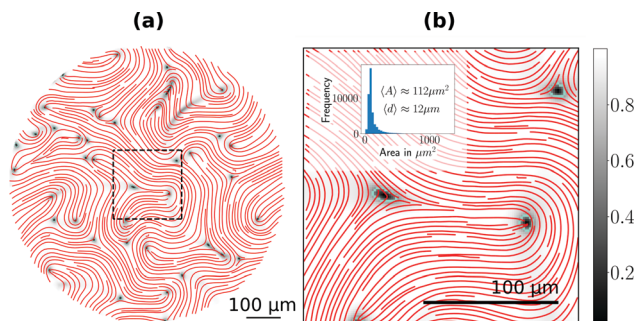 (a)
(b)
Frequency
10000
0
⟨A⟩ ≈ 112μm²
⟨d⟩ ≈ 12μm
0
1000
Area in μm²
0.8
0.6
0.4
0.2
100 μm
100 μm